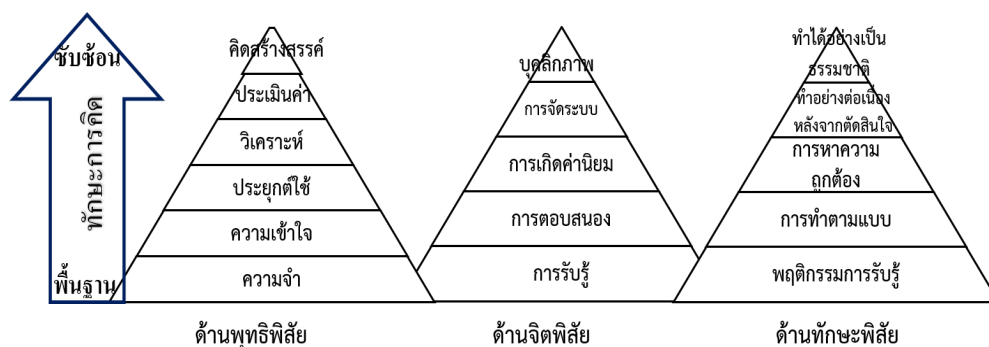 ซับซ้อน
ทักษะการคิด
พื้นฐาน
คิดสร้างสรรค์
ประเมินค่า
วิเคราะห์
ประยุกต์ใช้
ความเข้าใจ
ความจำ
ด้านพุทธิพิสัย
บุคลิกภาพ
การจัดระบบ
การเกิดค่านิยม
การตอบสนอง
การรับรู้
ด้านจิตพิสัย
ทำได้อย่างเป็น
ธรรมชาติ
ทำอย่างต่อเนื่อง
หลังจากตัดสินใจ
การหาความ
ถูกต้อง
การทำตามแบบ
พฤติกรรมการรับรู้
ด้านทักษะพิสัย